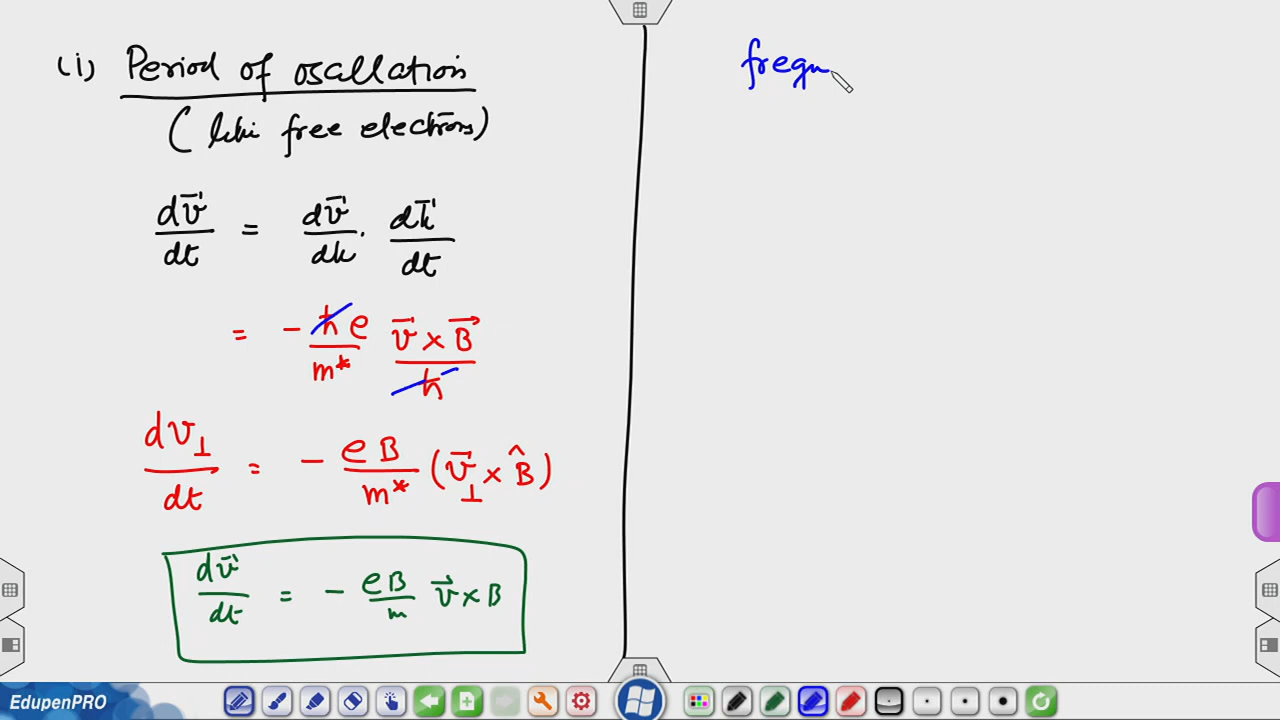 (i) Period of osallation
(like free electrons)
dv⃗/dt = dv⃗/dk . dk⃗/dt
= - ħe/m* v⃗ × B⃗/ħ
dv⊥/dt = - eB/m* (v⃗⊥ × B̂)
dv⃗/dt = - eB/m v⃗ × B
frequ
EdupenPRO